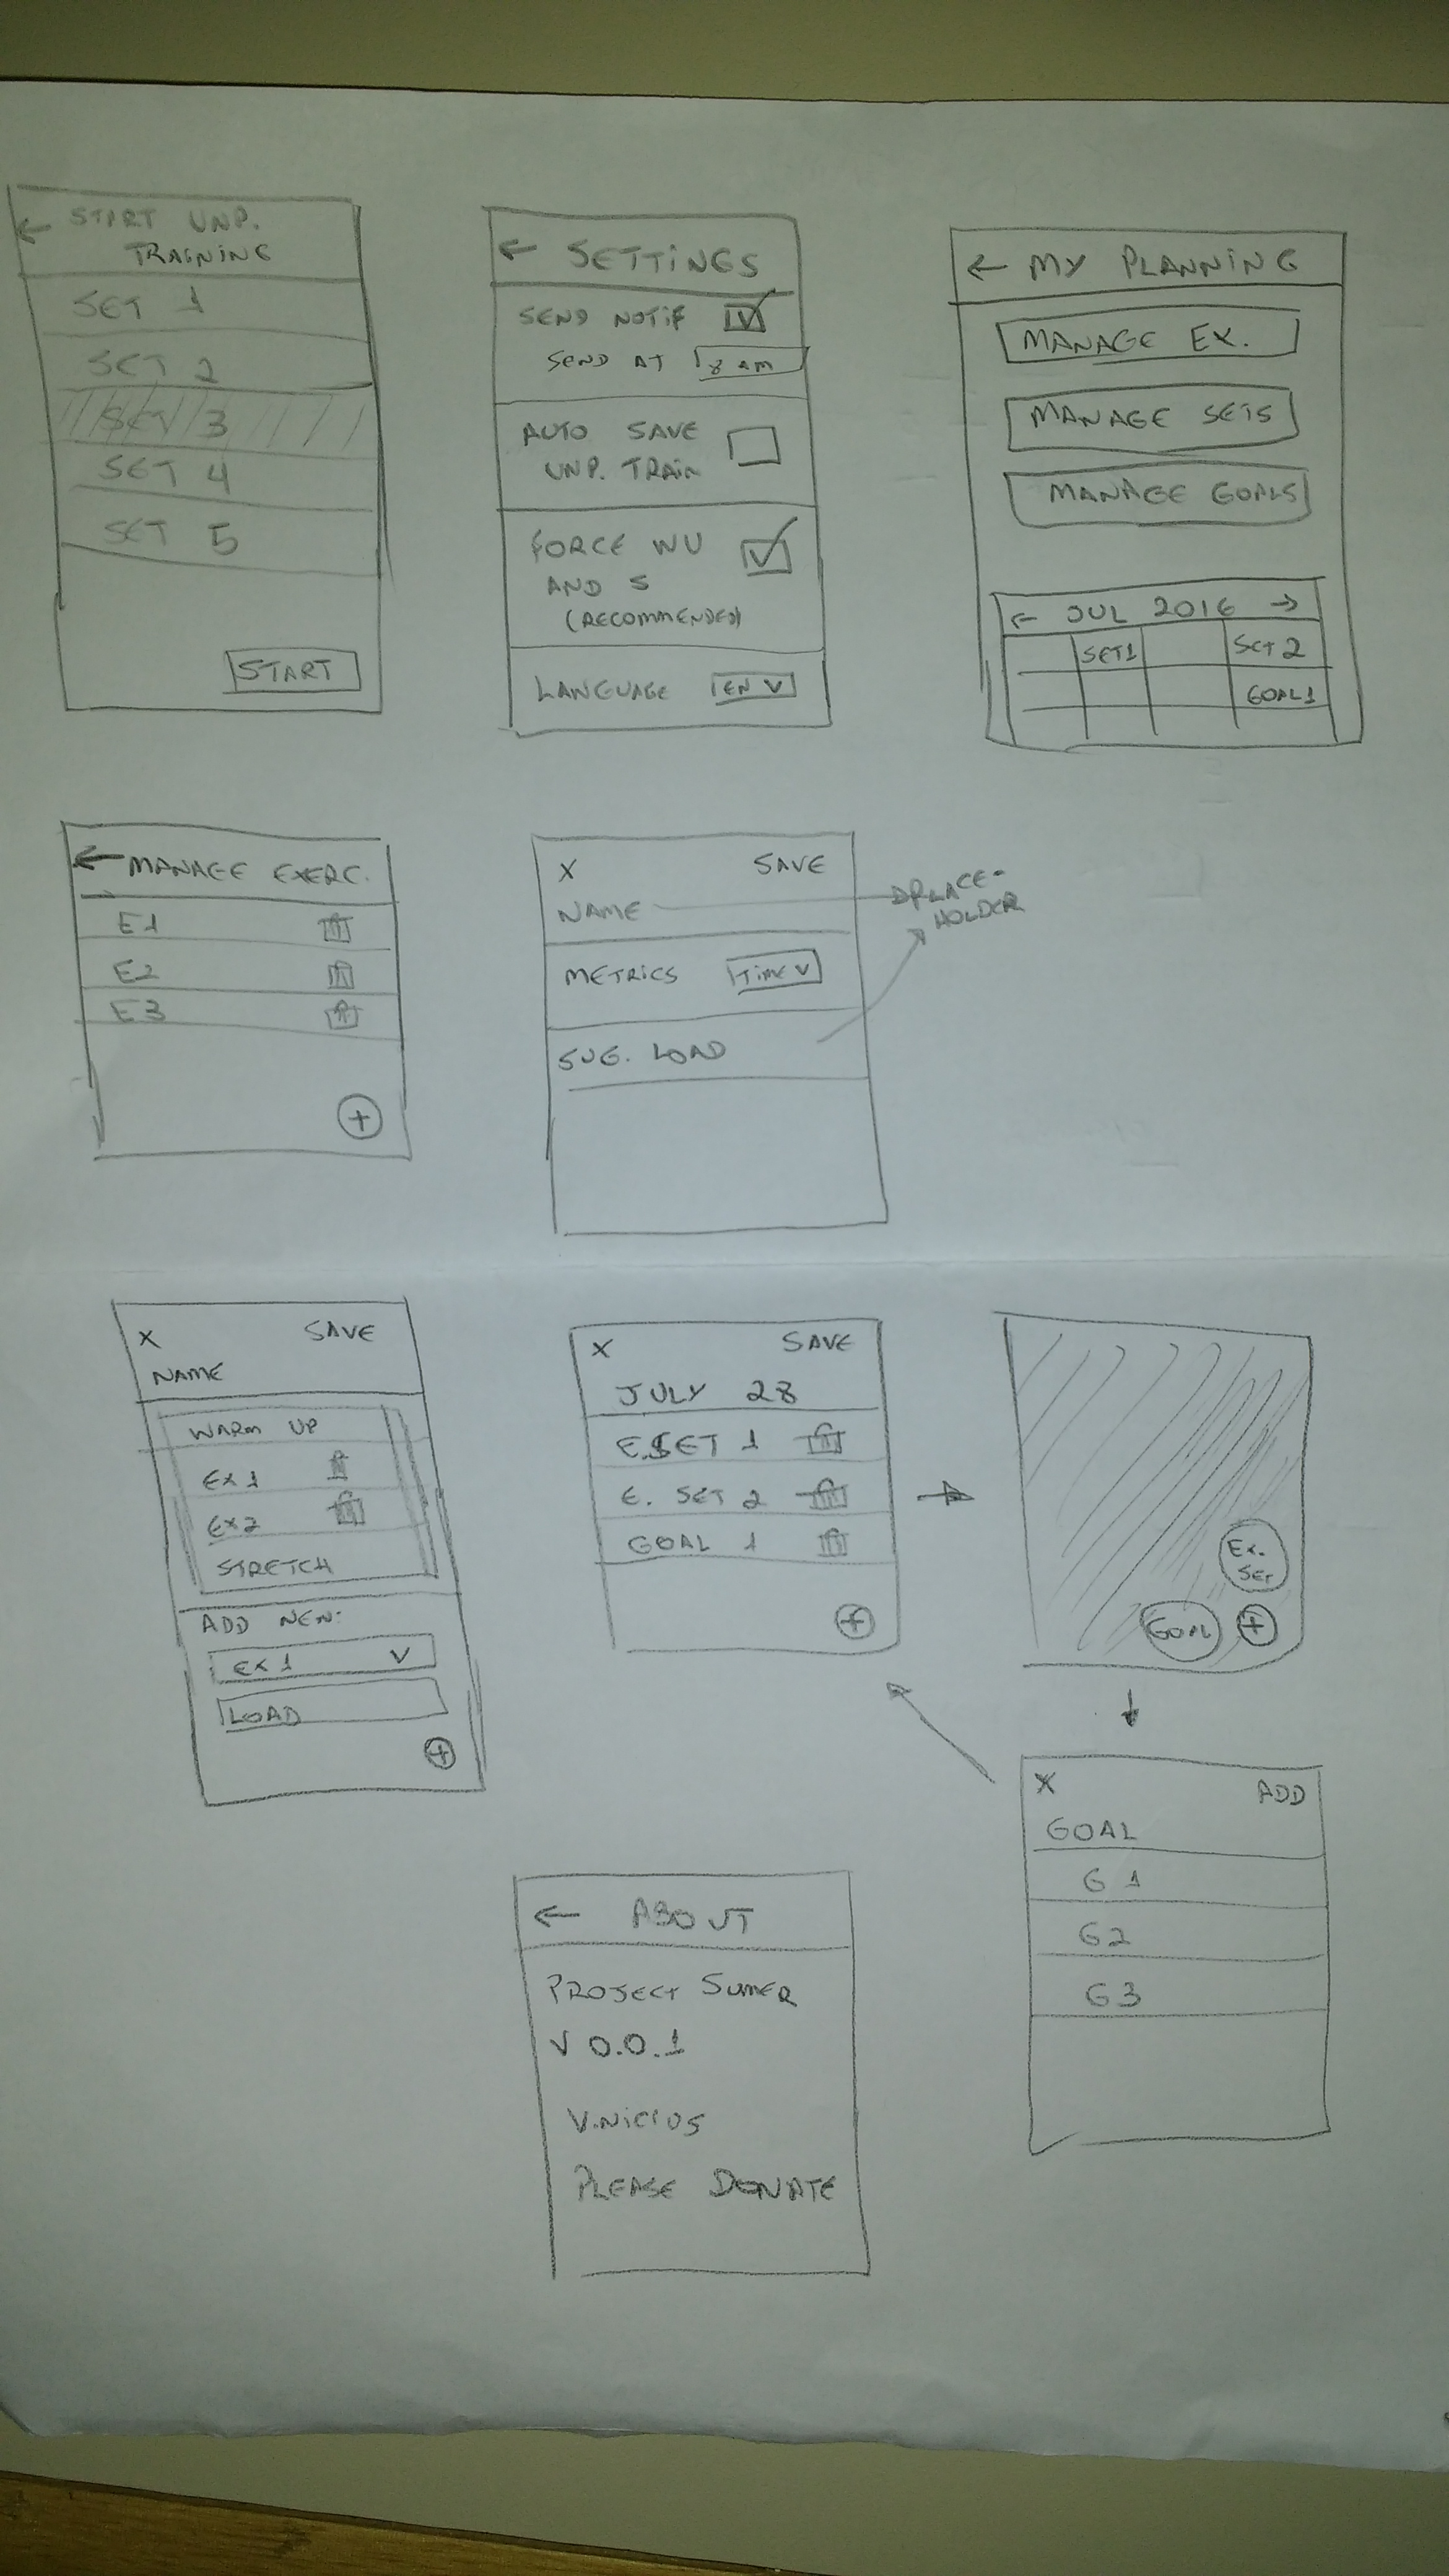 ← START UNP.
TRAINING
SET 1
SET 2
SET 3
SET 4
SET 5
START
← SETTINGS
SEND NOTIF
SEND AT 8 AM
AUTO SAVE
UNP. TRAIN
FORCE WU
AND S
(RECOMMENDED)
LANGUAGE EN V
← MY PLANNING
MANAGE EX.
MANAGE SETS
MANAGE GOALS
← JUL 2016 →
SET 1 SET 2
GOAL 1
← MANAGE EXERC.
E1
E2
E3
+
X SAVE
NAME
METRICS TIME V
SUG. LOAD
PLACE-
HOLDER
X SAVE
NAME
WARM UP
EX 1
EX 2
STRETCH
ADD NEW:
EX 1 V
LOAD
+
X SAVE
JULY 28
E. SET 1
E. SET 2
GOAL 1
+
EX.
SET
GOAL +
X ADD
GOAL
G 1
G2
G3
← ABOUT
PROJECT SUMER
V 0.0.1
VINICIUS
PLEASE DONATE